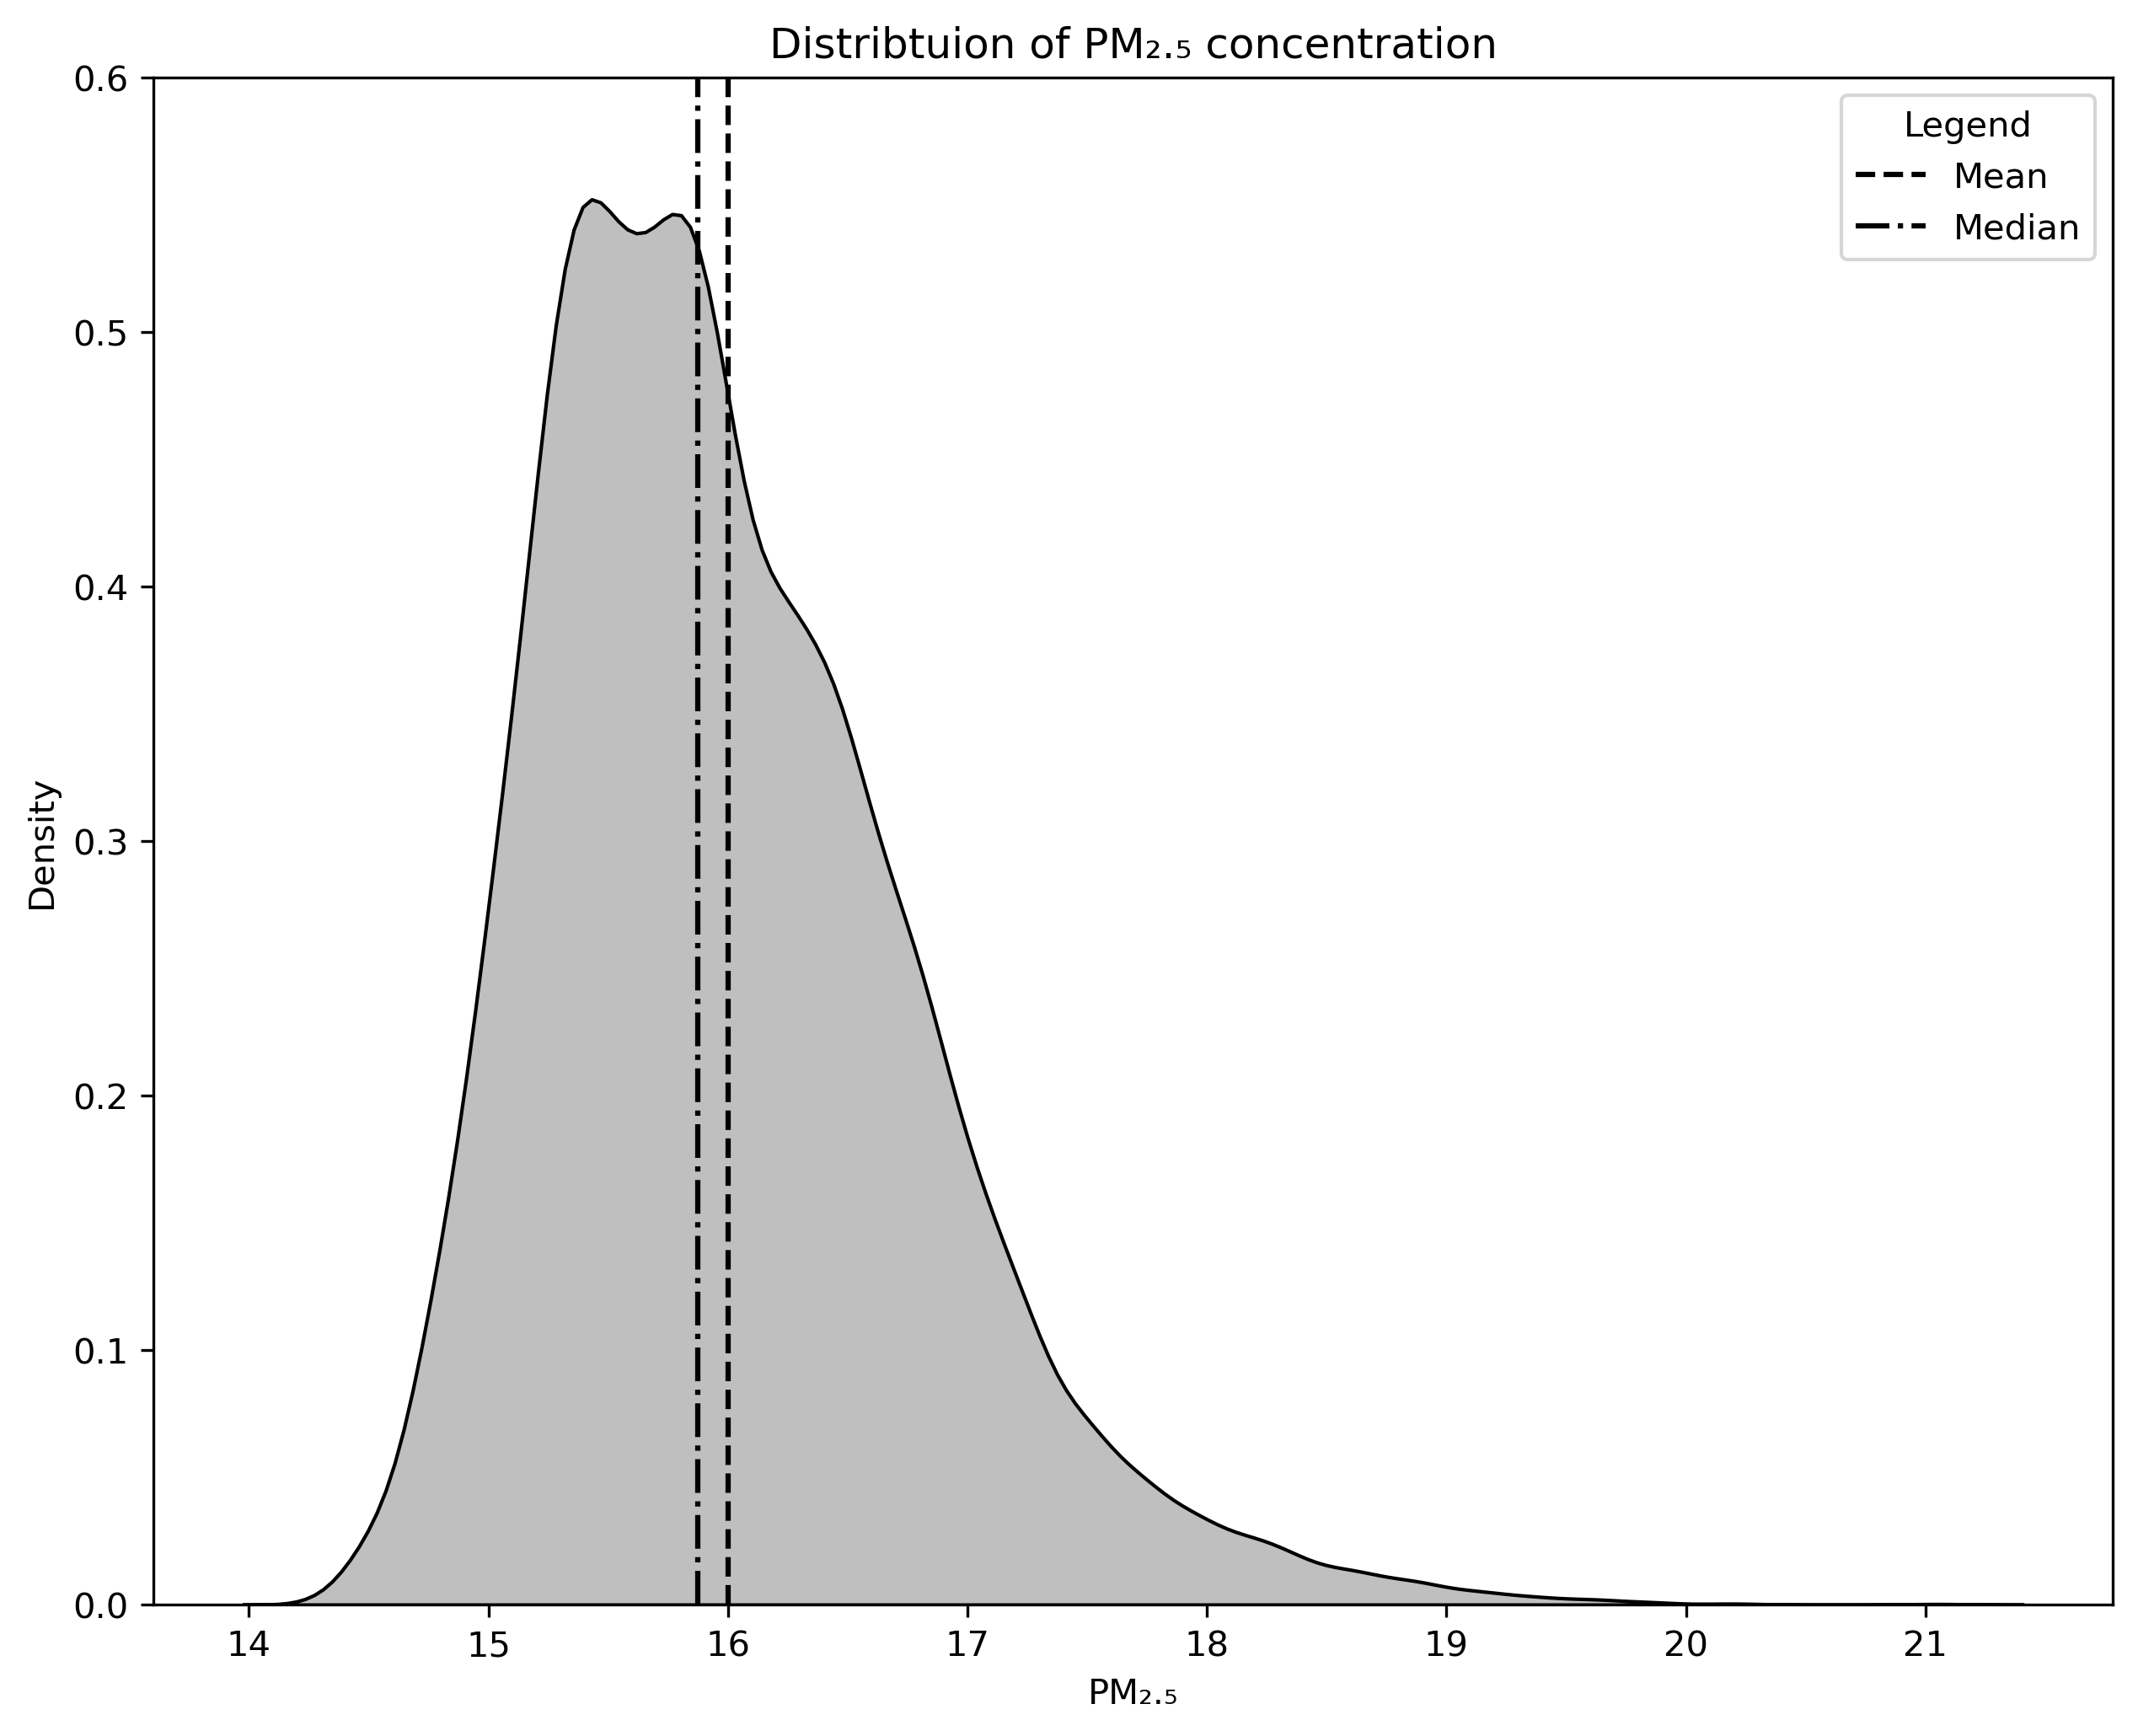 Distribtuion of PM₂.₅ concentration
0.6
0.5
0.4
0.3
0.2
0.1
0.0
Density
Legend
Mean
Median
14 15 16 17 18 19 20 21
PM₂.₅